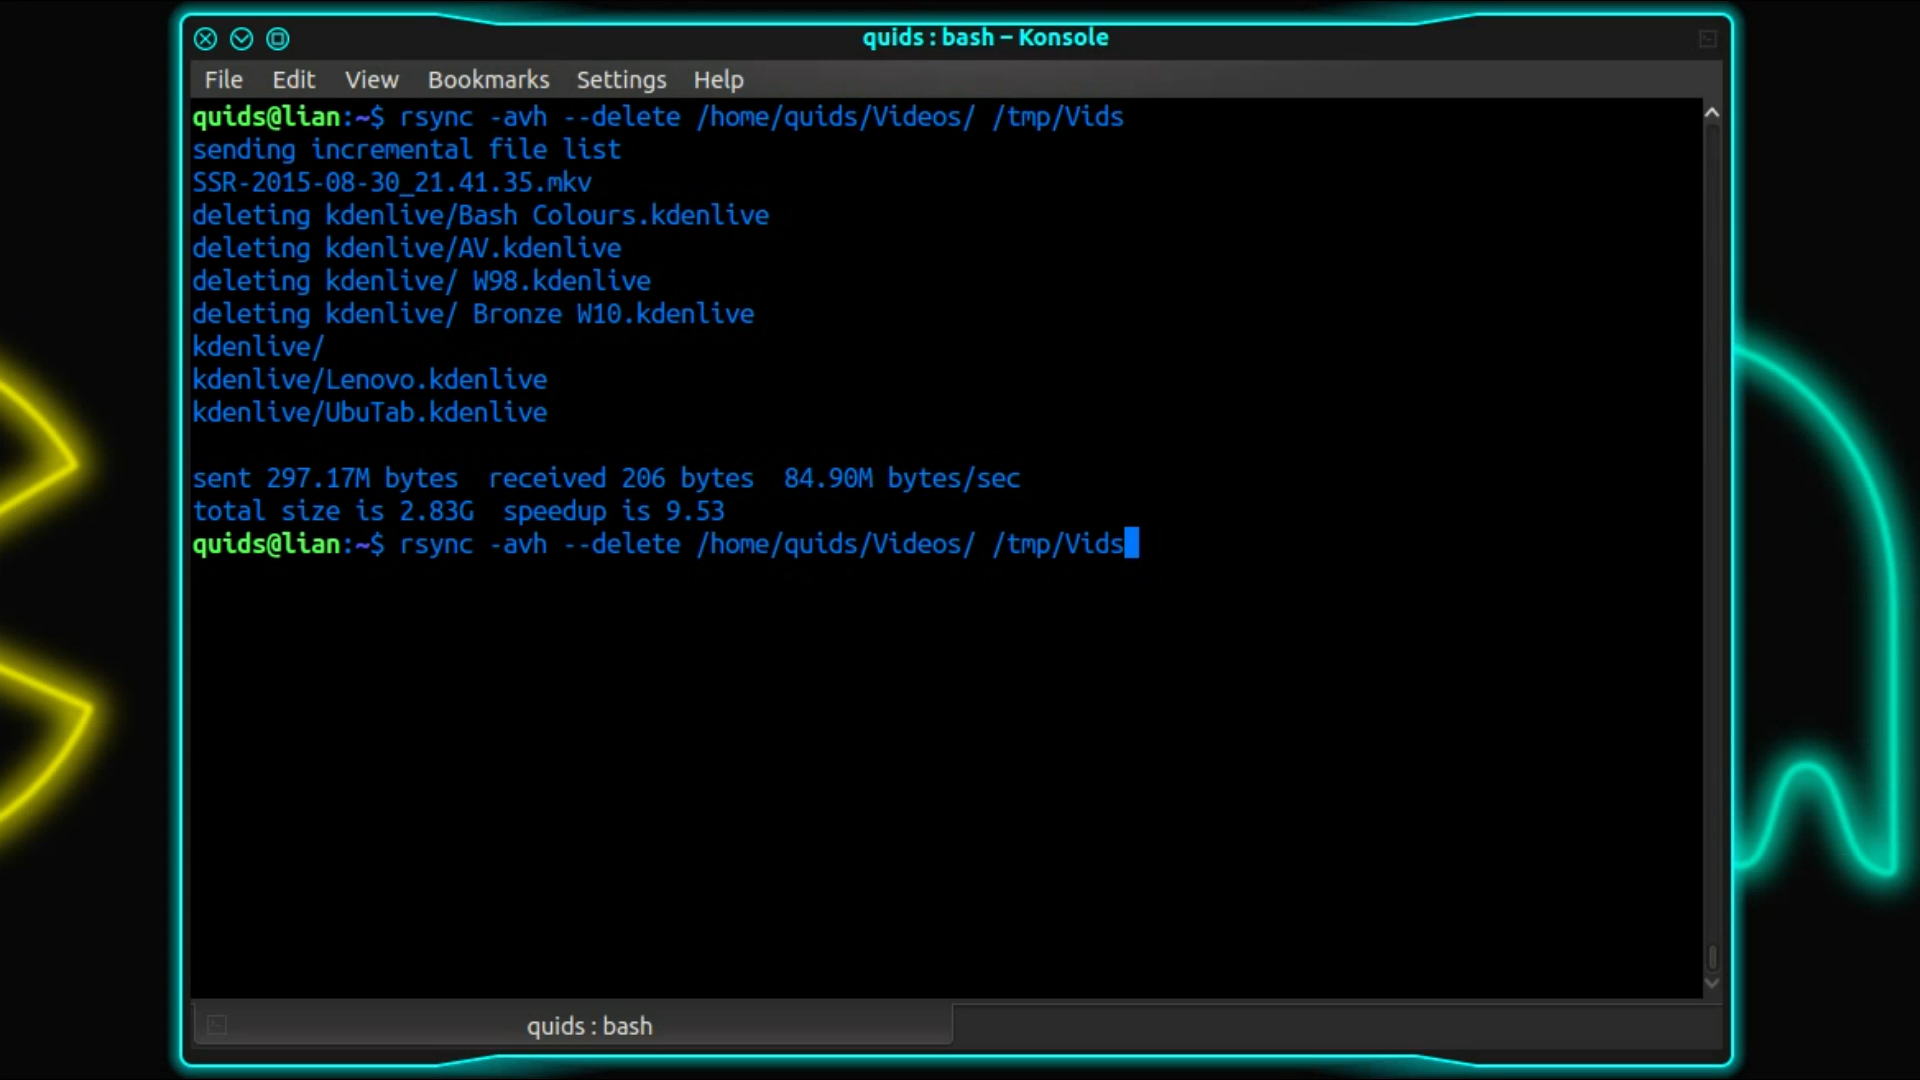 quids : bash – Konsole
File Edit View Bookmarks Settings Help
quids@lian:~$ rsync -avh --delete /home/quids/Videos/ /tmp/Vids
sending incremental file list
SSR-2015-08-30_21.41.35.mkv
deleting kdenlive/Bash Colours.kdenlive
deleting kdenlive/AV.kdenlive
deleting kdenlive/ W98.kdenlive
deleting kdenlive/ Bronze W10.kdenlive
kdenlive/
kdenlive/Lenovo.kdenlive
kdenlive/UbuTab.kdenlive
sent 297.17M bytes  received 206 bytes  84.90M bytes/sec
total size is 2.83G  speedup is 9.53
quids@lian:~$ rsync -avh --delete /home/quids/Videos/ /tmp/Vids
quids : bash